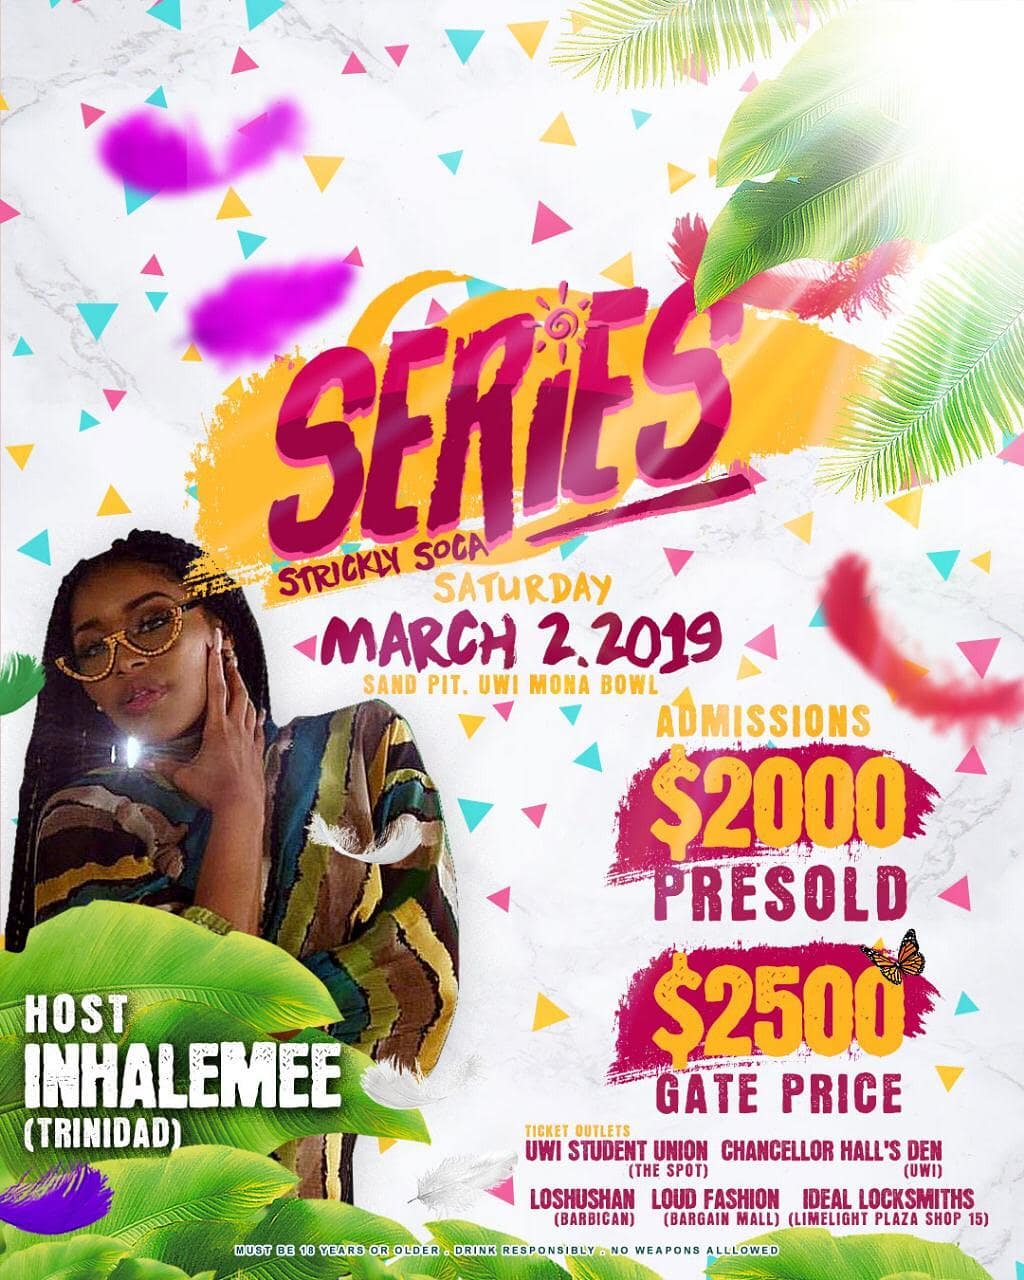 SERiES
STRICKLY SOCA
SATURDAY
MARCH 2.2019
SAND PIT. UWI MONA BOWL
ADMISSIONS
$2000
PRESOLD
$2500
GATE PRICE
HOST
INHALEMEE
(TRINIDAD)
TICKET OUTLETS
UWI STUDENT UNION CHANCELLOR HALL'S DEN
(THE SPOT) (UWI)
LOSHUSHAN LOUD FASHION IDEAL LOCKSMITHS
(BARBICAN) (BARGAIN MALL) (LIMELIGHT PLAZA SHOP 15)
MUST BE 18 YEARS OR OLDER . DRINK RESPONSIBLY . NO WEAPONS ALLLOWED